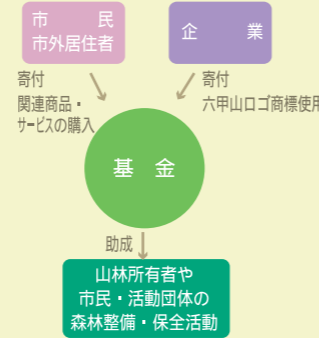 市　　民
市外居住者
企　　業
寄付
関連商品・
サービスの購入
寄付
六甲山ロゴ商標使用
基　金
助成
山林所有者や
市民・活動団体の
森林整備・保全活動